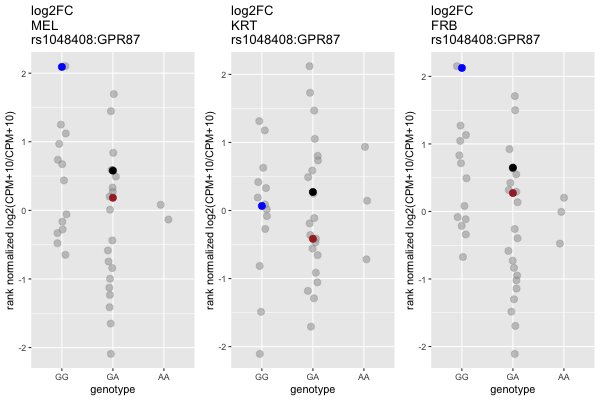 log2FC
MEL
rs1048408:GPR87
rank normalized log2(CPM+10/CPM+10)
2
1
0
-1
-2
GG
GA
AA
genotype
log2FC
KRT
rs1048408:GPR87
rank normalized log2(CPM+10/CPM+10)
2
1
0
-1
-2
GG
GA
AA
genotype
log2FC
FRB
rs1048408:GPR87
rank normalized log2(CPM+10/CPM+10)
2
1
0
-1
-2
GG
GA
AA
genotype